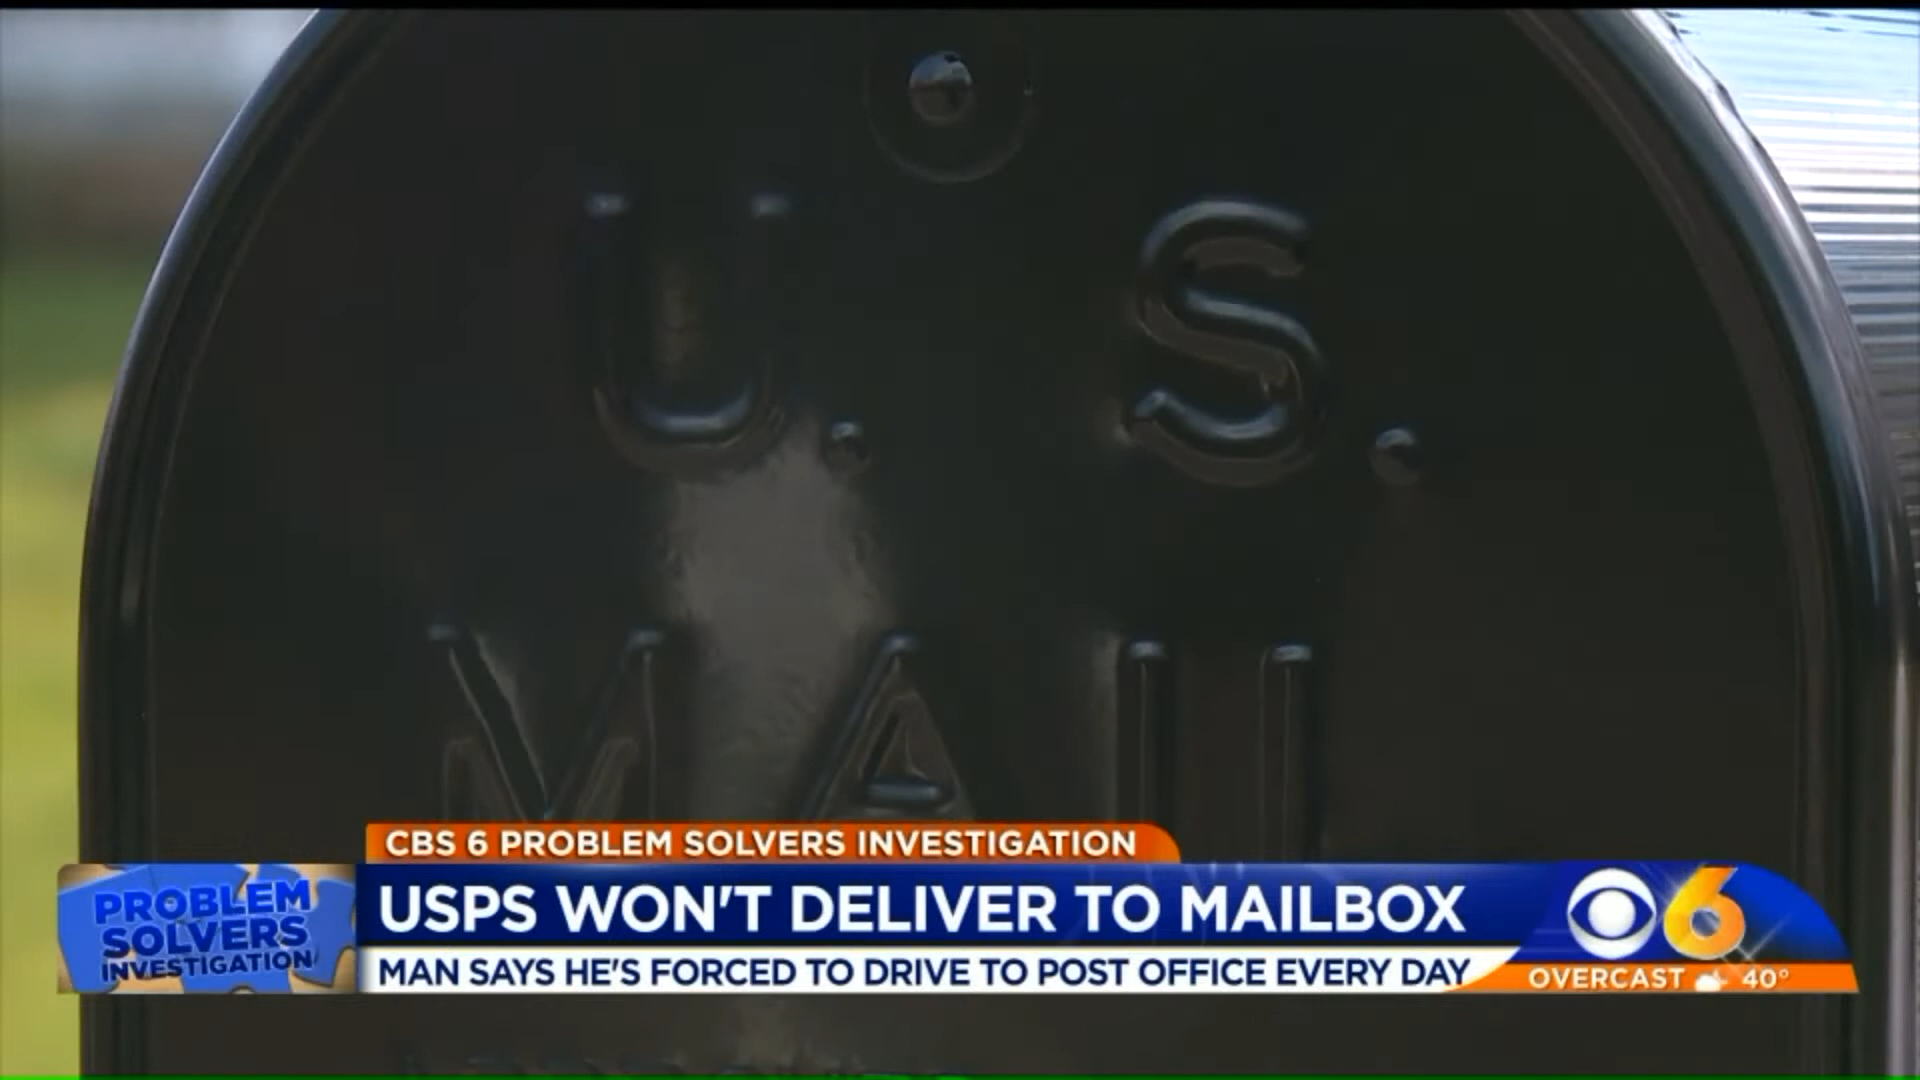 U. S.
MAIL
CBS 6 PROBLEM SOLVERS INVESTIGATION
PROBLEM
SOLVERS
INVESTIGATION
USPS WON'T DELIVER TO MAILBOX
MAN SAYS HE'S FORCED TO DRIVE TO POST OFFICE EVERY DAY
6
OVERCAST 40°